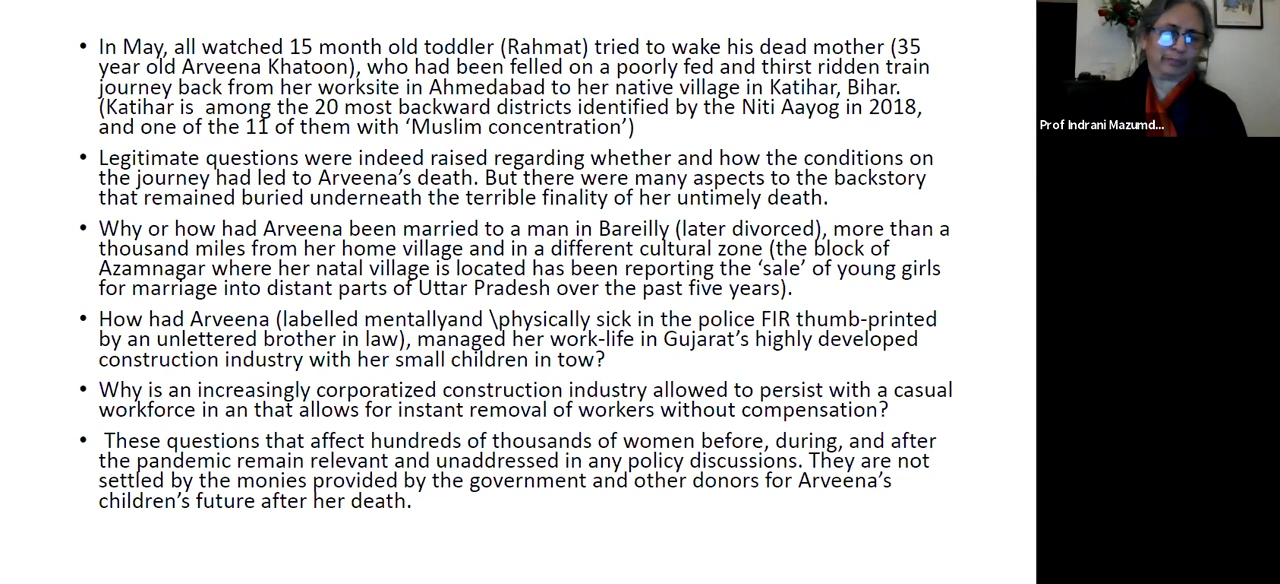 • In May, all watched 15 month old toddler (Rahmat) tried to wake his dead mother (35
year old Arveena Khatoon), who had been felled on a poorly fed and thirst ridden train
journey back from her worksite in Ahmedabad to her native village in Katihar, Bihar.
(Katihar is among the 20 most backward districts identified by the Niti Aayog in 2018,
and one of the 11 of them with ‘Muslim concentration’)
• Legitimate questions were indeed raised regarding whether and how the conditions on
the journey had led to Arveena’s death. But there were many aspects to the backstory
that remained buried underneath the terrible finality of her untimely death.
• Why or how had Arveena been married to a man in Bareilly (later divorced), more than a
thousand miles from her home village and in a different cultural zone (the block of
Azamnagar where her natal village is located has been reporting the ‘sale’ of young girls
for marriage into distant parts of Uttar Pradesh over the past five years).
• How had Arveena (labelled mentallyand \physically sick in the police FIR thumb-printed
by an unlettered brother in law), managed her work-life in Gujarat’s highly developed
construction industry with her small children in tow?
• Why is an increasingly corporatized construction industry allowed to persist with a casual
workforce in an that allows for instant removal of workers without compensation?
• These questions that affect hundreds of thousands of women before, during, and after
the pandemic remain relevant and unaddressed in any policy discussions. They are not
settled by the monies provided by the government and other donors for Arveena’s
children’s future after her death.
Prof Indrani Mazumd...